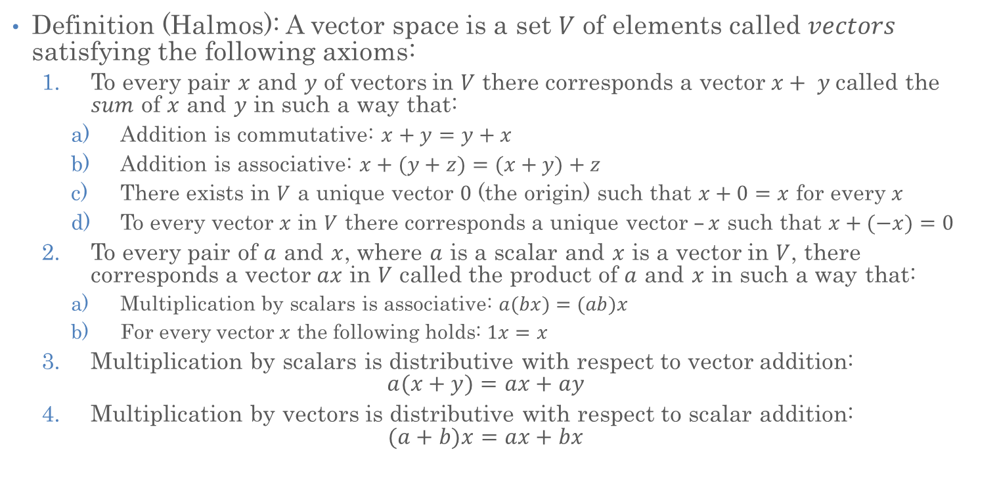 • Definition (Halmos): A vector space is a set V of elements called vectors
satisfying the following axioms:
1. To every pair x and y of vectors in V there corresponds a vector x + y called the
sum of x and y in such a way that:
a) Addition is commutative: x + y = y + x
b) Addition is associative: x + (y + z) = (x + y) + z
c) There exists in V a unique vector 0 (the origin) such that x + 0 = x for every x
d) To every vector x in V there corresponds a unique vector – x such that x + (−x) = 0
2. To every pair of a and x, where a is a scalar and x is a vector in V, there
corresponds a vector ax in V called the product of a and x in such a way that:
a) Multiplication by scalars is associative: a(bx) = (ab)x
b) For every vector x the following holds: 1x = x
3. Multiplication by scalars is distributive with respect to vector addition:
a(x + y) = ax + ay
4. Multiplication by vectors is distributive with respect to scalar addition:
(a + b)x = ax + bx